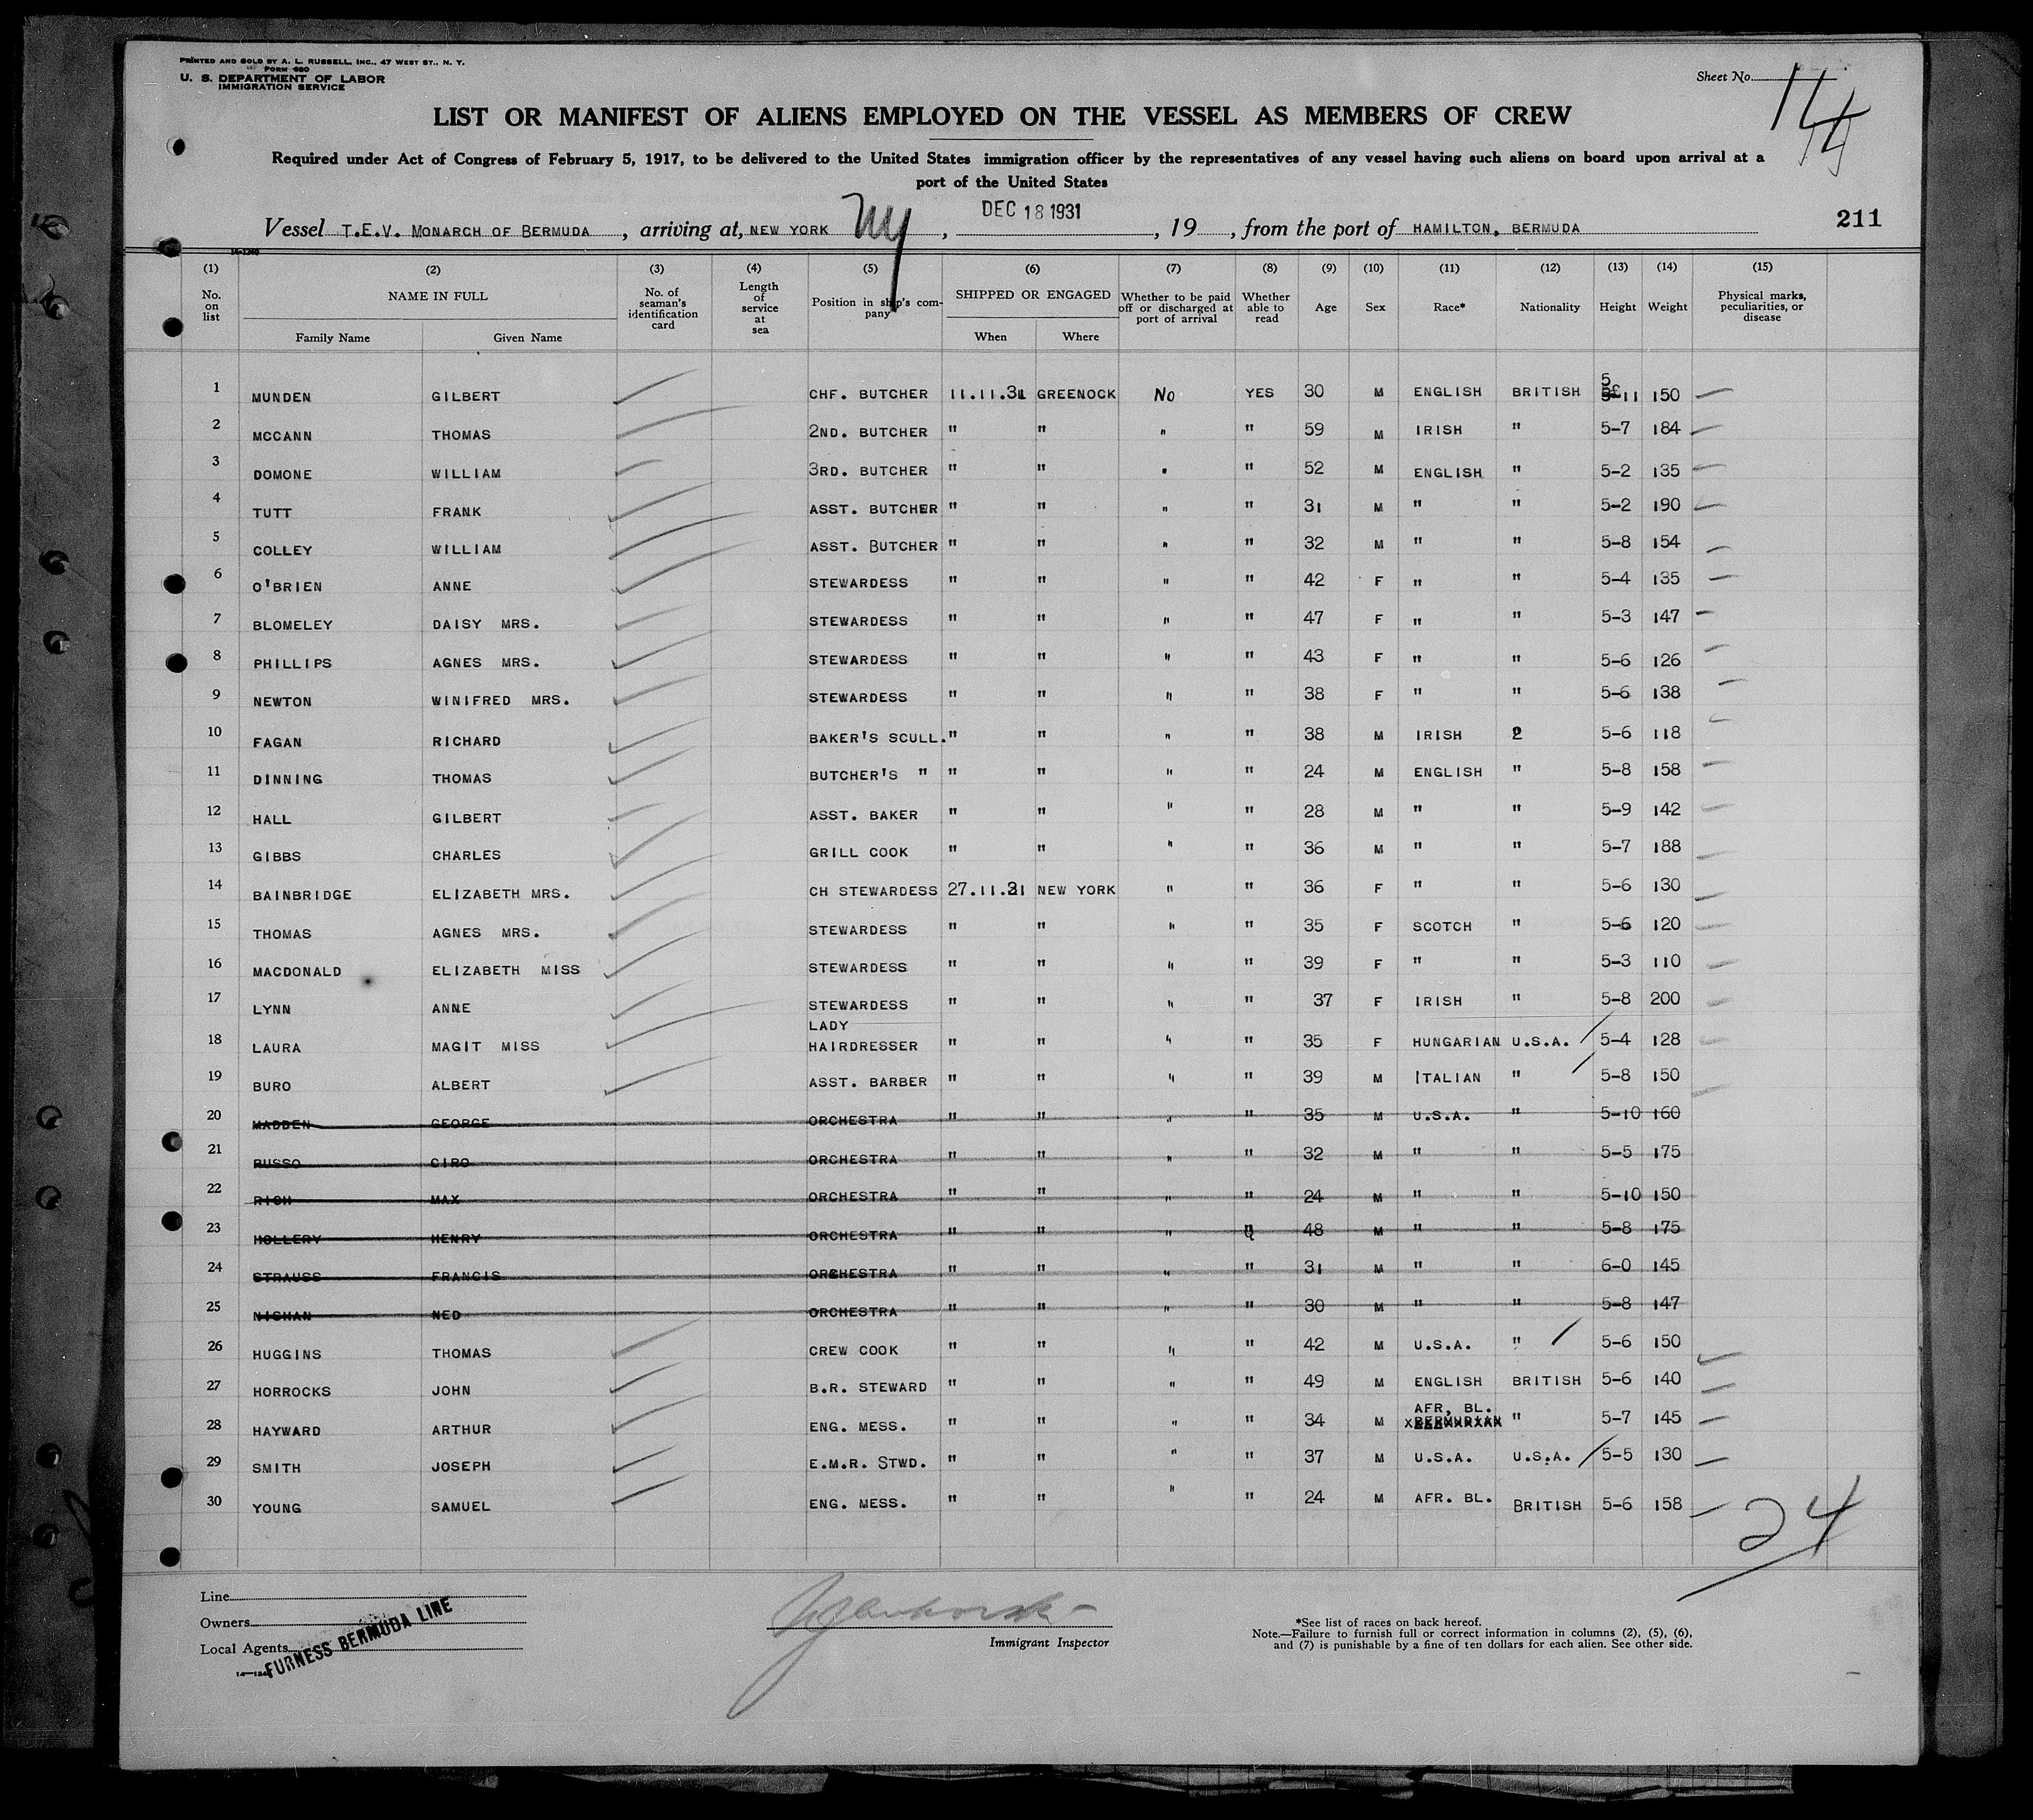 PRINTED AND SOLD BY A. L. RUSSELL, INC., 47 WEST ST., N. Y.
FORM 680
U. S. DEPARTMENT OF LABOR
IMMIGRATION SERVICE
Sheet No. 14
14
LIST OR MANIFEST OF ALIENS EMPLOYED ON THE VESSEL AS MEMBERS OF CREW
Required under Act of Congress of February 5, 1917, to be delivered to the United States immigration officer by the representatives of any vessel having such aliens on board upon arrival at a
port of the United States
Vessel T.E.V. MONARCH OF BERMUDA, arriving at, NEW YORK NY, DEC 18 1931, 19 , from the port of HAMILTON, BERMUDA 211
(1) (2) (3) (4) (5) (6) (7) (8) (9) (10) (11) (12) (13) (14) (15)
No. on list NAME IN FULL Family Name Given Name No. of seaman's identification card Length of service at sea Position in ship's company SHIPPED OR ENGAGED When Where Whether to be paid off or discharged at port of arrival Whether able to read Age Sex Race* Nationality Height Weight Physical marks, peculiarities, or disease
1 MUNDEN GILBERT CHF. BUTCHER 11.11.31 GREENOCK No YES 30 M ENGLISH BRITISH 5 11 150
2 MCCANN THOMAS 2ND. BUTCHER " " " " 59 M IRISH " 5-7 184
3 DOMONE WILLIAM 3RD. BUTCHER " " " " 52 M ENGLISH " 5-2 135
4 TUTT FRANK ASST. BUTCHER " " " " 31 M " " 5-2 190
5 COLLEY WILLIAM ASST. BUTCHER " " " " 32 M " " 5-8 154
6 O'BRIEN ANNE STEWARDESS " " " " 42 F " " 5-4 135
7 BLOMELEY DAISY MRS. STEWARDESS " " " " 47 F " " 5-3 147
8 PHILLIPS AGNES MRS. STEWARDESS " " " " 43 F " " 5-6 126
9 NEWTON WINIFRED MRS. STEWARDESS " " " " 38 F " " 5-6 138
10 FAGAN RICHARD BAKER'S SCULL. " " " " 38 M IRISH 2 5-6 118
11 DINNING THOMAS BUTCHER'S " " " " " 24 M ENGLISH " 5-8 158
12 HALL GILBERT ASST. BAKER " " " " 28 M " " 5-9 142
13 GIBBS CHARLES GRILL COOK " " " " 36 M " " 5-7 188
14 BAINBRIDGE ELIZABETH MRS. CH STEWARDESS 27.11.31 NEW YORK " " 36 F " " 5-6 130
15 THOMAS AGNES MRS. STEWARDESS " " " " 35 F SCOTCH " 5-6 120
16 MACDONALD ELIZABETH MISS STEWARDESS " " " " 39 F " " 5-3 110
17 LYNN ANNE STEWARDESS " " " " 37 F IRISH " 5-8 200
18 LAURA MAGIT MISS LADY HAIRDRESSER " " " " 35 F HUNGARIAN U.S.A. 5-4 128
19 BURO ALBERT ASST. BARBER " " " " 39 M ITALIAN " 5-8 150
20 MADDEN GEORGE ORCHESTRA " " " " 35 M U.S.A. " 5-10 160
21 RUSSO CIRO ORCHESTRA " " " " 32 M " " 5-5 175
22 RICH MAX ORCHESTRA " " " " 24 M " " 5-10 150
23 HOLLERY HENRY ORCHESTRA " " " " 48 M " " 5-8 175
24 STRAUSS FRANCIS ORCHESTRA " " " " 31 M " " 6-0 145
25 NIGHAN NED ORCHESTRA " " " " 30 M " " 5-8 147
26 HUGGINS THOMAS CREW COOK " " " " 42 M U.S.A. " 5-6 150
27 HORROCKS JOHN B.R. STEWARD " " " " 49 M ENGLISH BRITISH 5-6 140
28 HAYWARD ARTHUR ENG. MESS. " " " " 34 M AFR, BL. BERMUDIAN " 5-7 145
29 SMITH JOSEPH E.M.R. STWD. " " " " 37 M U.S.A. U.S.A. 5-5 130
30 YOUNG SAMUEL ENG. MESS. " " " " 24 M AFR. BL. BRITISH 5-6 158
24
Line
Owners
Local Agents
FURNESS BERMUDA LINE
Immigrant Inspector
*See list of races on back hereof.
Note.—Failure to furnish full or correct information in columns (2), (5), (6),
and (7) is punishable by a fine of ten dollars for each alien. See other side.